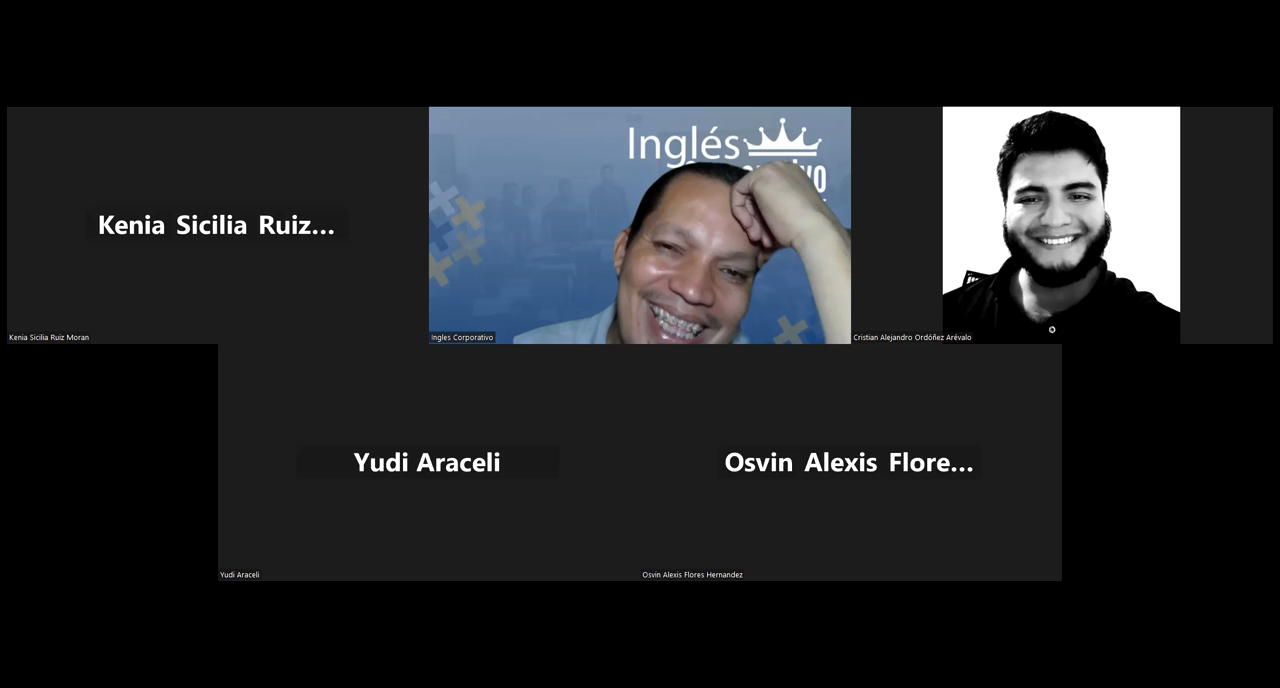 Kenia Sicilia Ruiz...
Kenia Sicilia Ruiz Moran
Inglés
Ingles Corporativo
Cristian Alejandro Ordóñez Arévalo
Yudi Araceli
Yudi Araceli
Osvin Alexis Flore...
Osvin Alexis Flores Hernandez